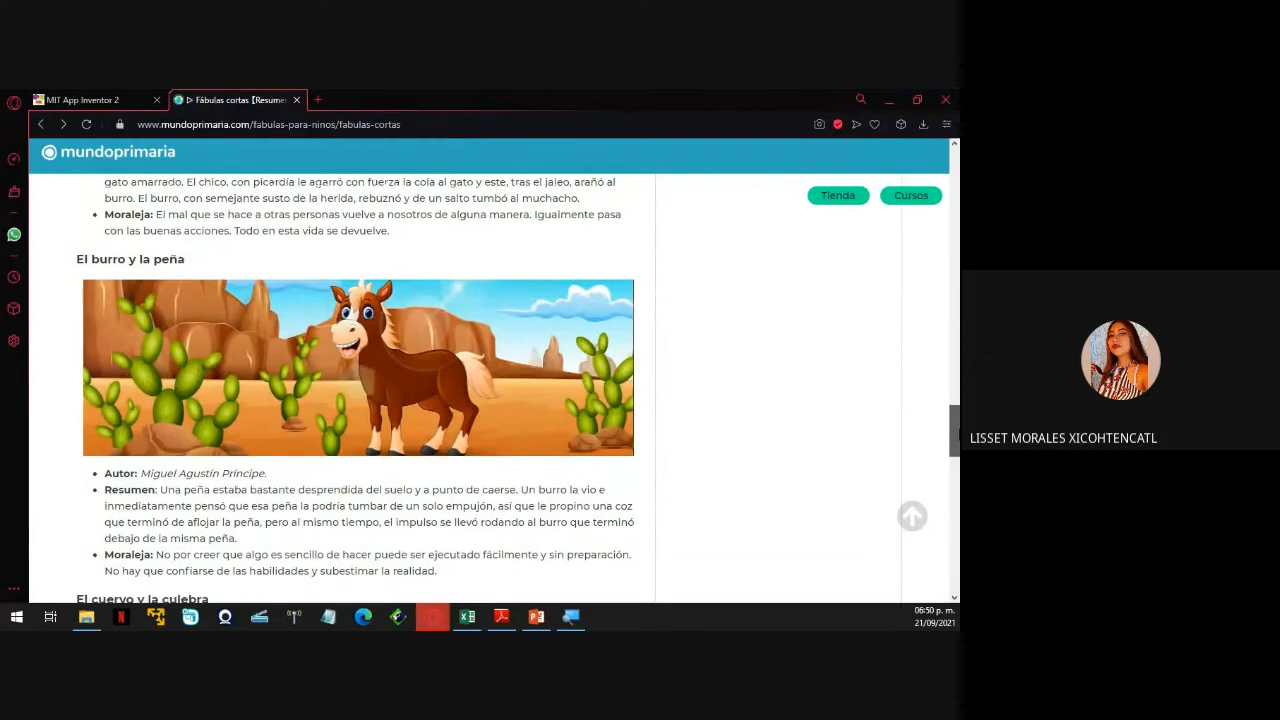 MIT App Inventor 2
▷ Fábulas cortas【Resume
www.mundoprimaria.com/fabulas-para-ninos/fabulas-cortas
mundoprimaria
Tienda
Cursos
gato amarrado. El chico, con picardía le agarró con fuerza la cola al gato y este, tras el jaleo, arañó al
burro. El burro, con semejante susto de la herida, rebuznó y de un salto tumbó al muchacho.
• Moraleja: El mal que se hace a otras personas vuelve a nosotros de alguna manera. Igualmente pasa
con las buenas acciones. Todo en esta vida se devuelve.
El burro y la peña
• Autor: Miguel Agustín Príncipe.
• Resumen: Una peña estaba bastante desprendida del suelo y a punto de caerse. Un burro la vio e
inmediatamente pensó que esa peña la podría tumbar de un solo empujón, así que le propino una coz
que terminó de aflojar la peña, pero al mismo tiempo, el impulso se llevó rodando al burro que terminó
debajo de la misma peña.
• Moraleja: No por creer que algo es sencillo de hacer puede ser ejecutado fácilmente y sin preparación.
No hay que confiarse de las habilidades y subestimar la realidad.
El cuervo y la culebra
06:50 p. m.
21/09/2021
LISSET MORALES XICOHTENCATL